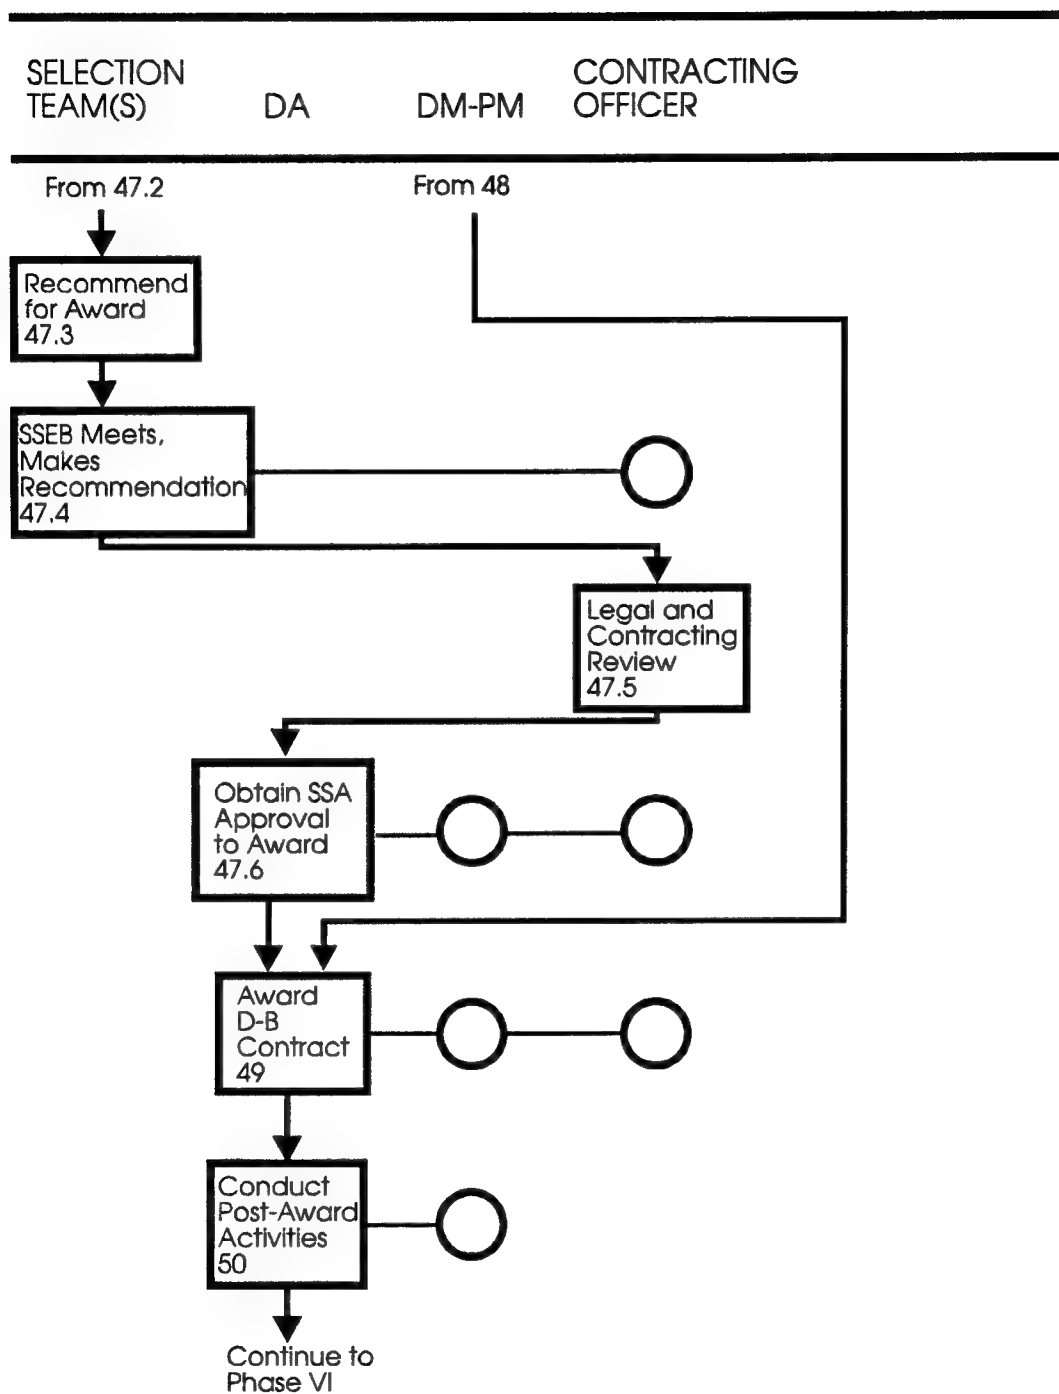 SELECTION
TEAM(S)
DA
DM-PM
CONTRACTING
OFFICER
From 47.2
From 48
Recommend
for Award
47.3
SSEB Meets,
Makes
Recommendation
47.4
Legal and
Contracting
Review
47.5
Obtain SSA
Approval
to Award
47.6
Award
D-B
Contract
49
Conduct
Post-Award
Activities
50
Continue to
Phase VI